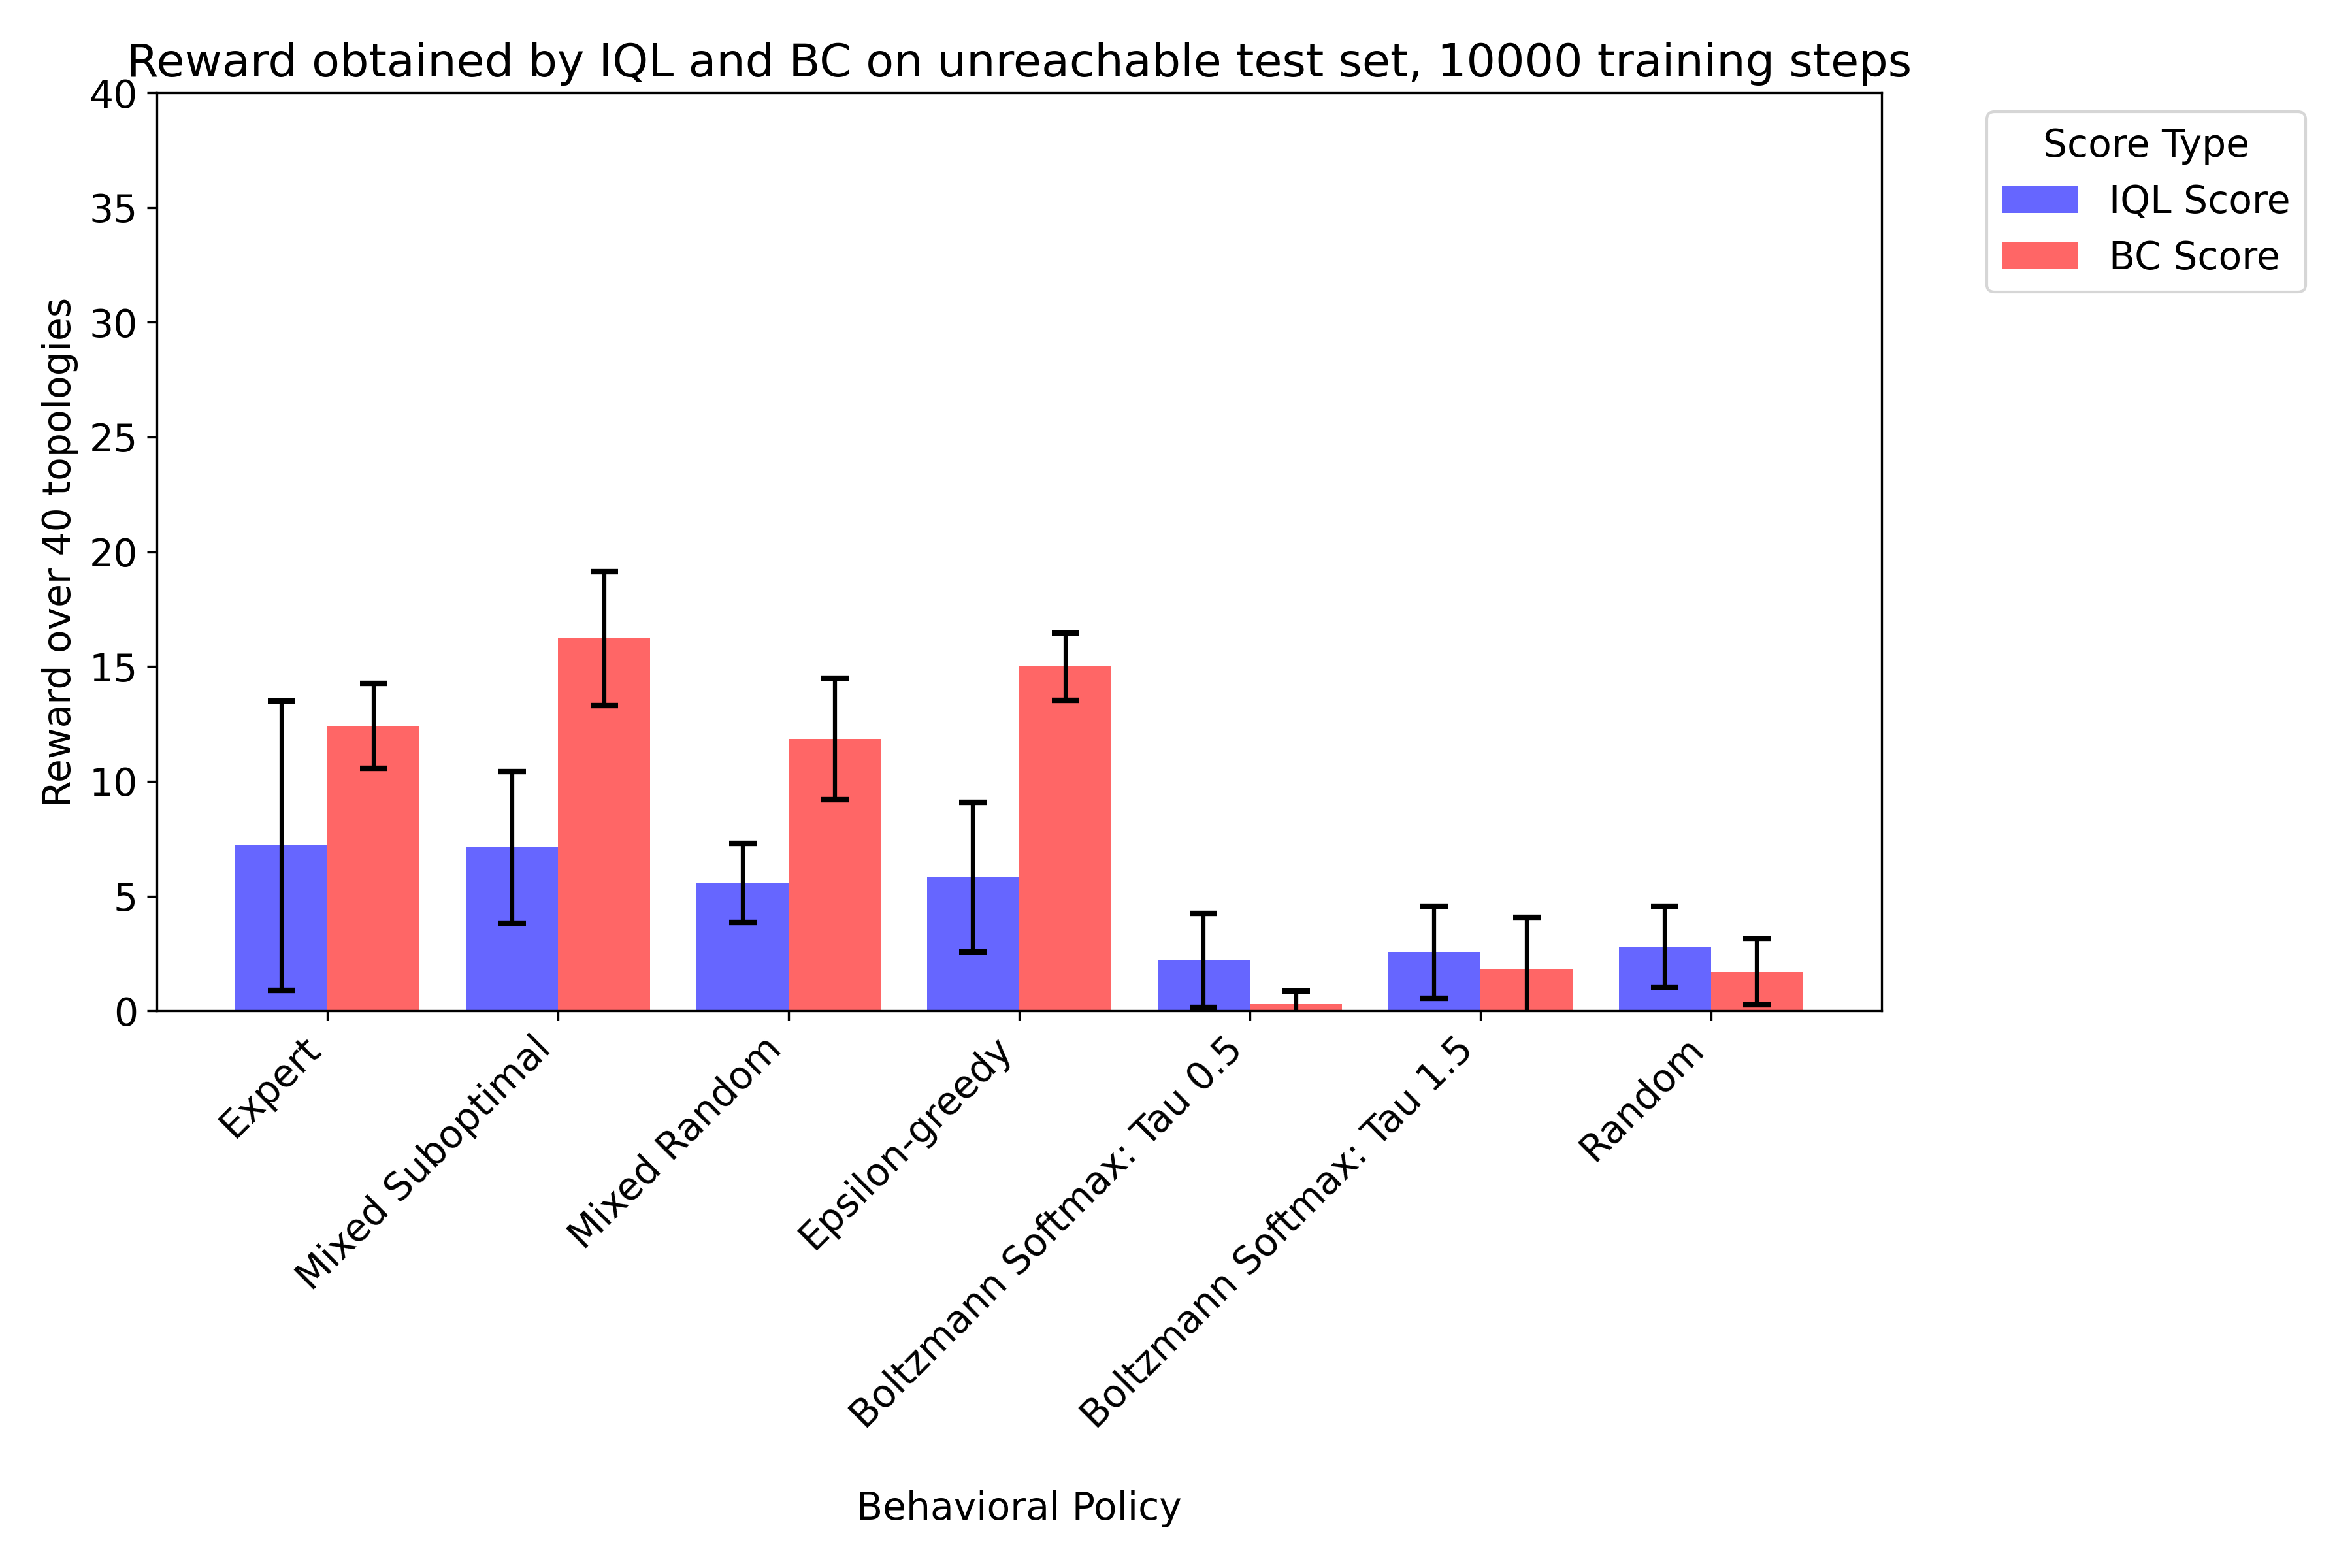 Reward obtained by IQL and BC on unreachable test set, 10000 training steps
Score Type
IQL Score
BC Score
Reward over 40 topologies
40
35
30
25
20
15
10
5
0
Expert
Mixed Suboptimal
Mixed Random
Epsilon-greedy
Boltzmann Softmax: Tau 0.5
Boltzmann Softmax: Tau 1.5
Random
Behavioral Policy